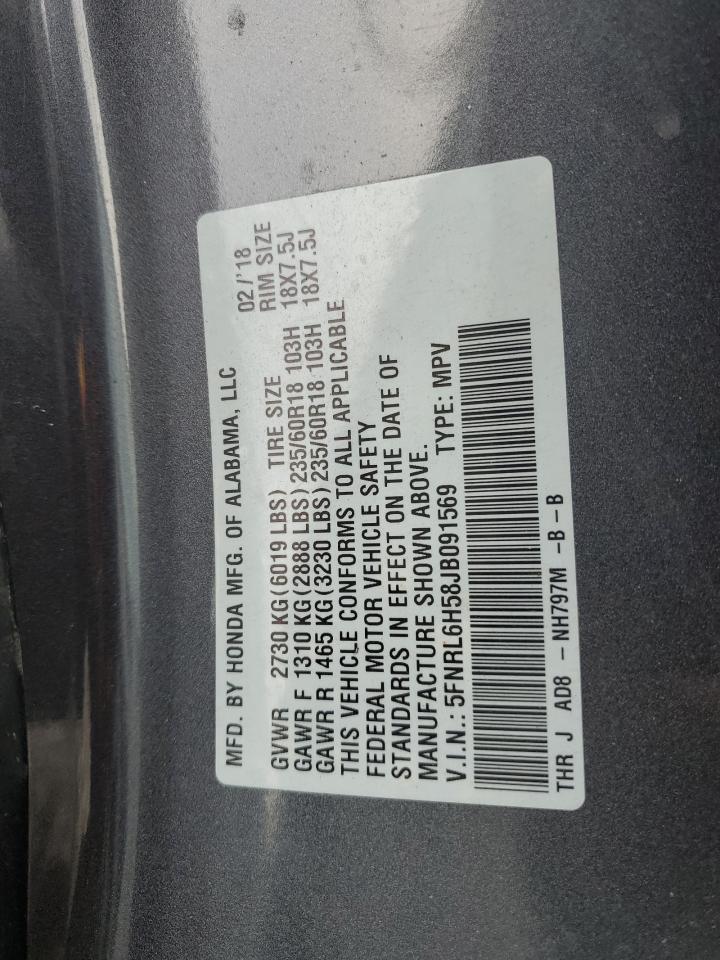 MFD. BY HONDA MFG. OF ALABAMA, LLC 02/'18
GVWR 2730 KG(6019 LBS) TIRE SIZE RIM SIZE
GAWR F 1310 KG(2888 LBS)235/60R18 103H 18X7.5J
GAWR R 1465 KG(3230 LBS)235/60R18 103H 18X7.5J
THIS VEHICLE CONFORMS TO ALL APPLICABLE
FEDERAL MOTOR VEHICLE SAFETY
STANDARDS IN EFFECT ON THE DATE OF
MANUFACTURE SHOWN ABOVE.
V.I.N.: 5FNRL6H58JB091569 TYPE: MPV
THR J AD8 - NH797M -B-B